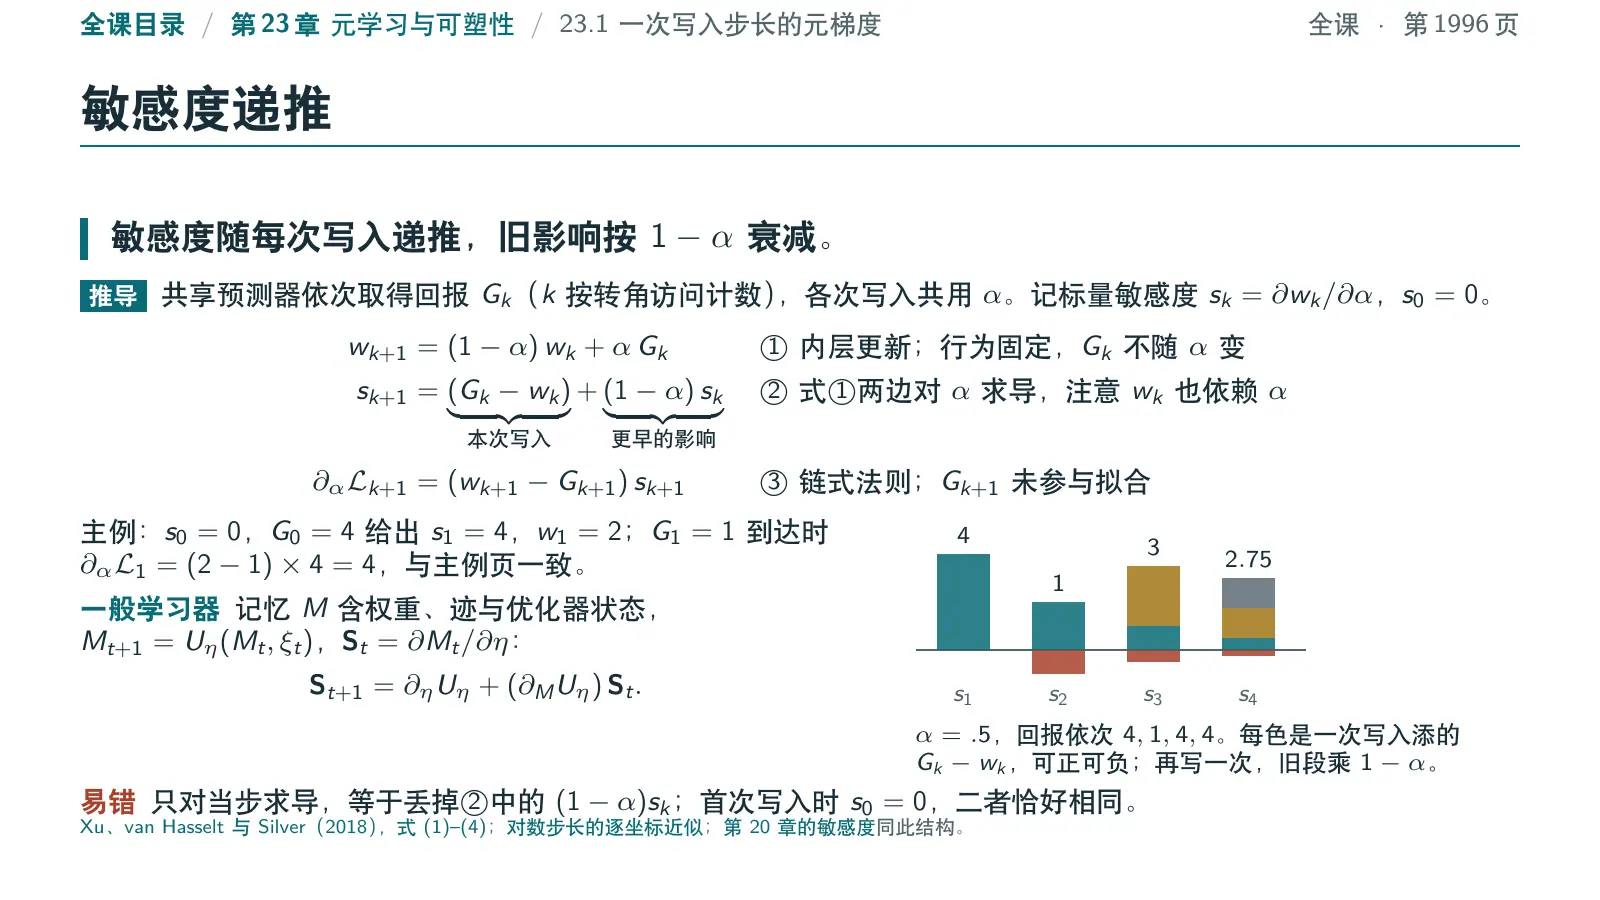 全课目录 / 第 23 章 元学习与可塑性 / 23.1 一次写入步长的元梯度
全课 · 第 1996 页
敏感度递推
敏感度随每次写入递推，旧影响按 1 − α 衰减。
推导 共享预测器依次取得回报 G_k（k 按转角访问计数），各次写入共用 α。记标量敏感度 s_k = ∂w_k/∂α，s_0 = 0。
w_{k+1} = (1 − α) w_k + α G_k ① 内层更新；行为固定，G_k 不随 α 变
s_{k+1} = (G_k − w_k) + (1 − α) s_k ② 式①两边对 α 求导，注意 w_k 也依赖 α
本次写入 更早的影响
∂_α ℒ_{k+1} = (w_{k+1} − G_{k+1}) s_{k+1} ③ 链式法则；G_{k+1} 未参与拟合
主例：s_0 = 0，G_0 = 4 给出 s_1 = 4，w_1 = 2；G_1 = 1 到达时
∂_α ℒ_1 = (2 − 1) × 4 = 4，与主例页一致。
一般学习器 记忆 M 含权重、迹与优化器状态，
M_{t+1} = U_η(M_t, ξ_t)，S_t = ∂M_t/∂η：
S_{t+1} = ∂_η U_η + (∂_M U_η) S_t.
4 1 3 2.75
s_1 s_2 s_3 s_4
α = .5，回报依次 4, 1, 4, 4。每色是一次写入添的
G_k − w_k，可正可负；再写一次，旧段乘 1 − α。
易错 只对当步求导，等于丢掉②中的 (1 − α)s_k；首次写入时 s_0 = 0，二者恰好相同。
Xu、van Hasselt 与 Silver（2018），式 (1)–(4)；对数步长的逐坐标近似；第 20 章的敏感度同此结构。